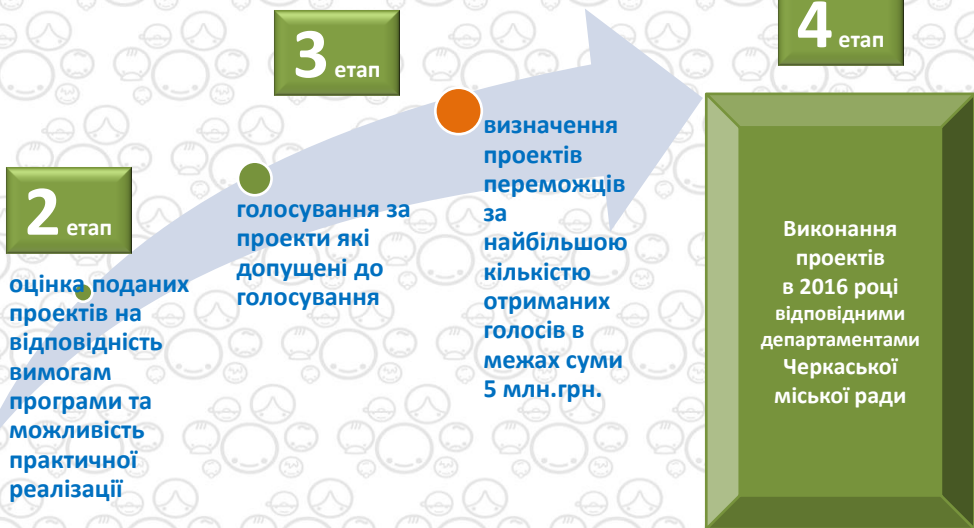 2 етап
оцінка поданих
проектів на
відповідність
вимогам
програми та
можливість
практичної
реалізації
3 етап
голосування за
проекти які
допущені до
голосування
визначення
проектів
переможців
за
найбільшою
кількістю
отриманих
голосів в
межах суми
5 млн.грн.
4 етап
Виконання
проектів
в 2016 році
відповідними
департаментами
Черкаської
міської ради